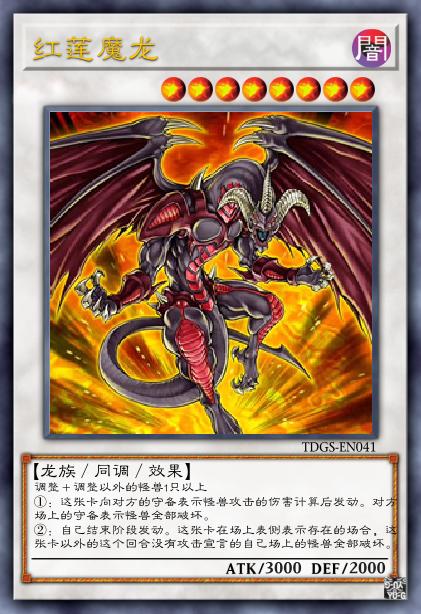 红莲魔龙
闇
TDGS-EN041
【龙族／同调／效果】
调整＋调整以外的怪兽1只以上
①：这张卡向对方的守备表示怪兽攻击的伤害计算后发动。对方
场上的守备表示怪兽全部破坏。
②：自己结束阶段发动。这张卡在场上表侧表示存在的场合，这
张卡以外的这个回合没有攻击宣言的自己场上的怪兽全部破坏。
ATK/3000 DEF/2000